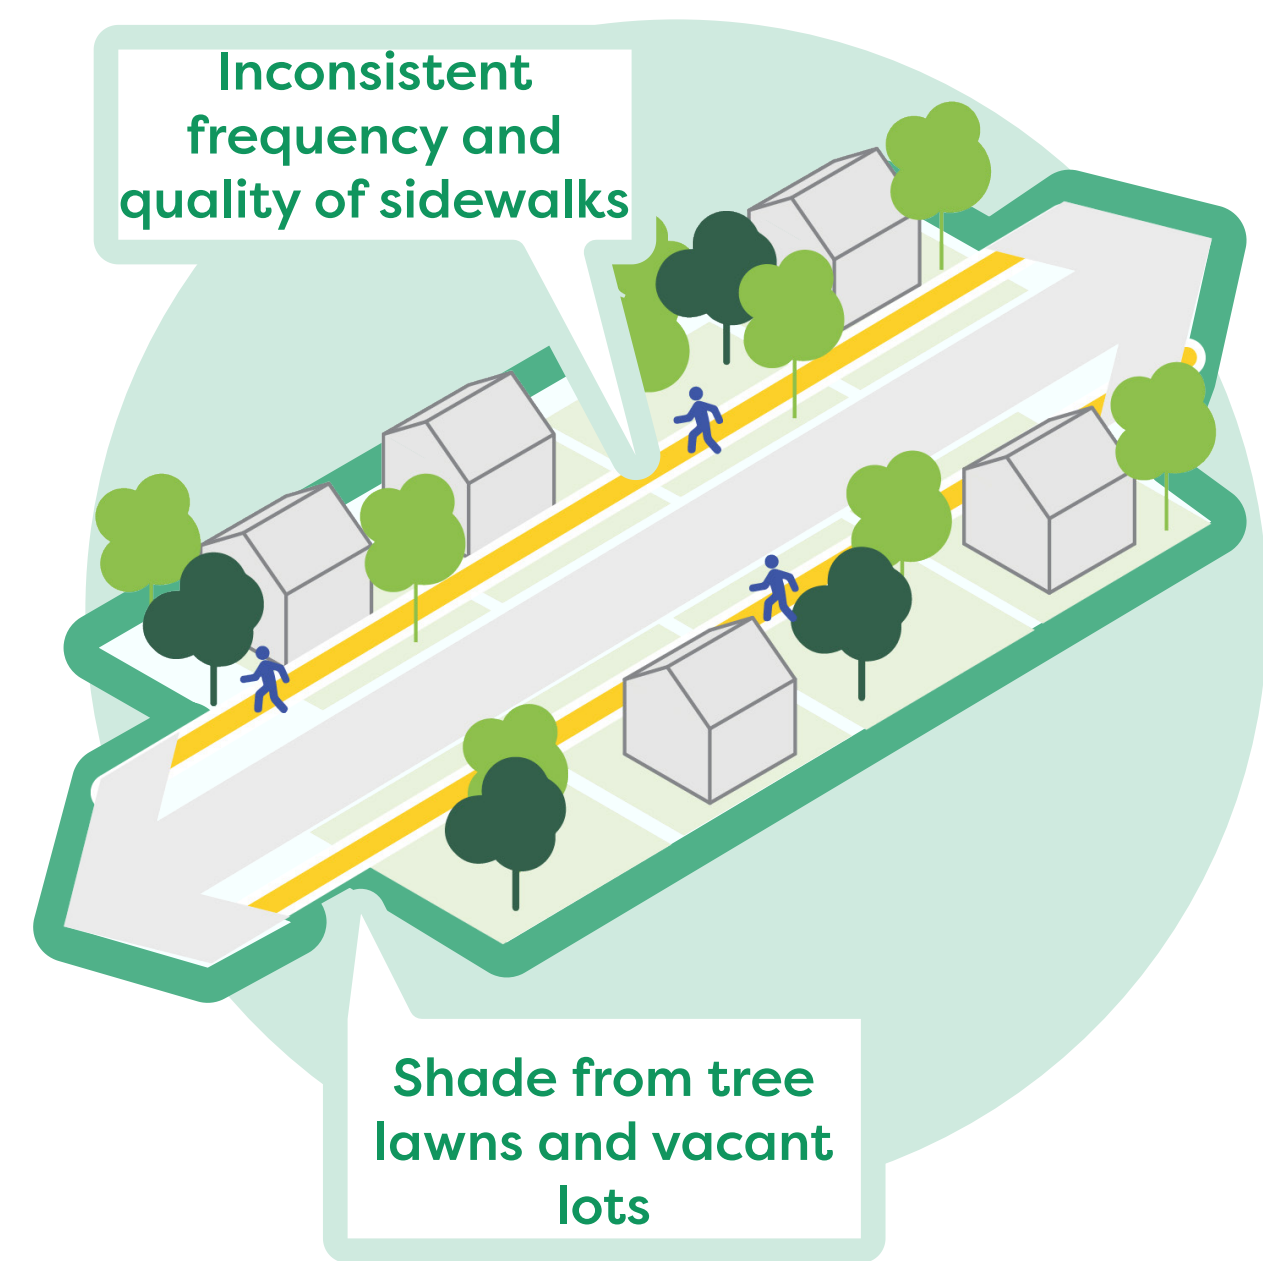 Inconsistent
frequency and
quality of sidewalks
Shade from tree
lawns and vacant
lots